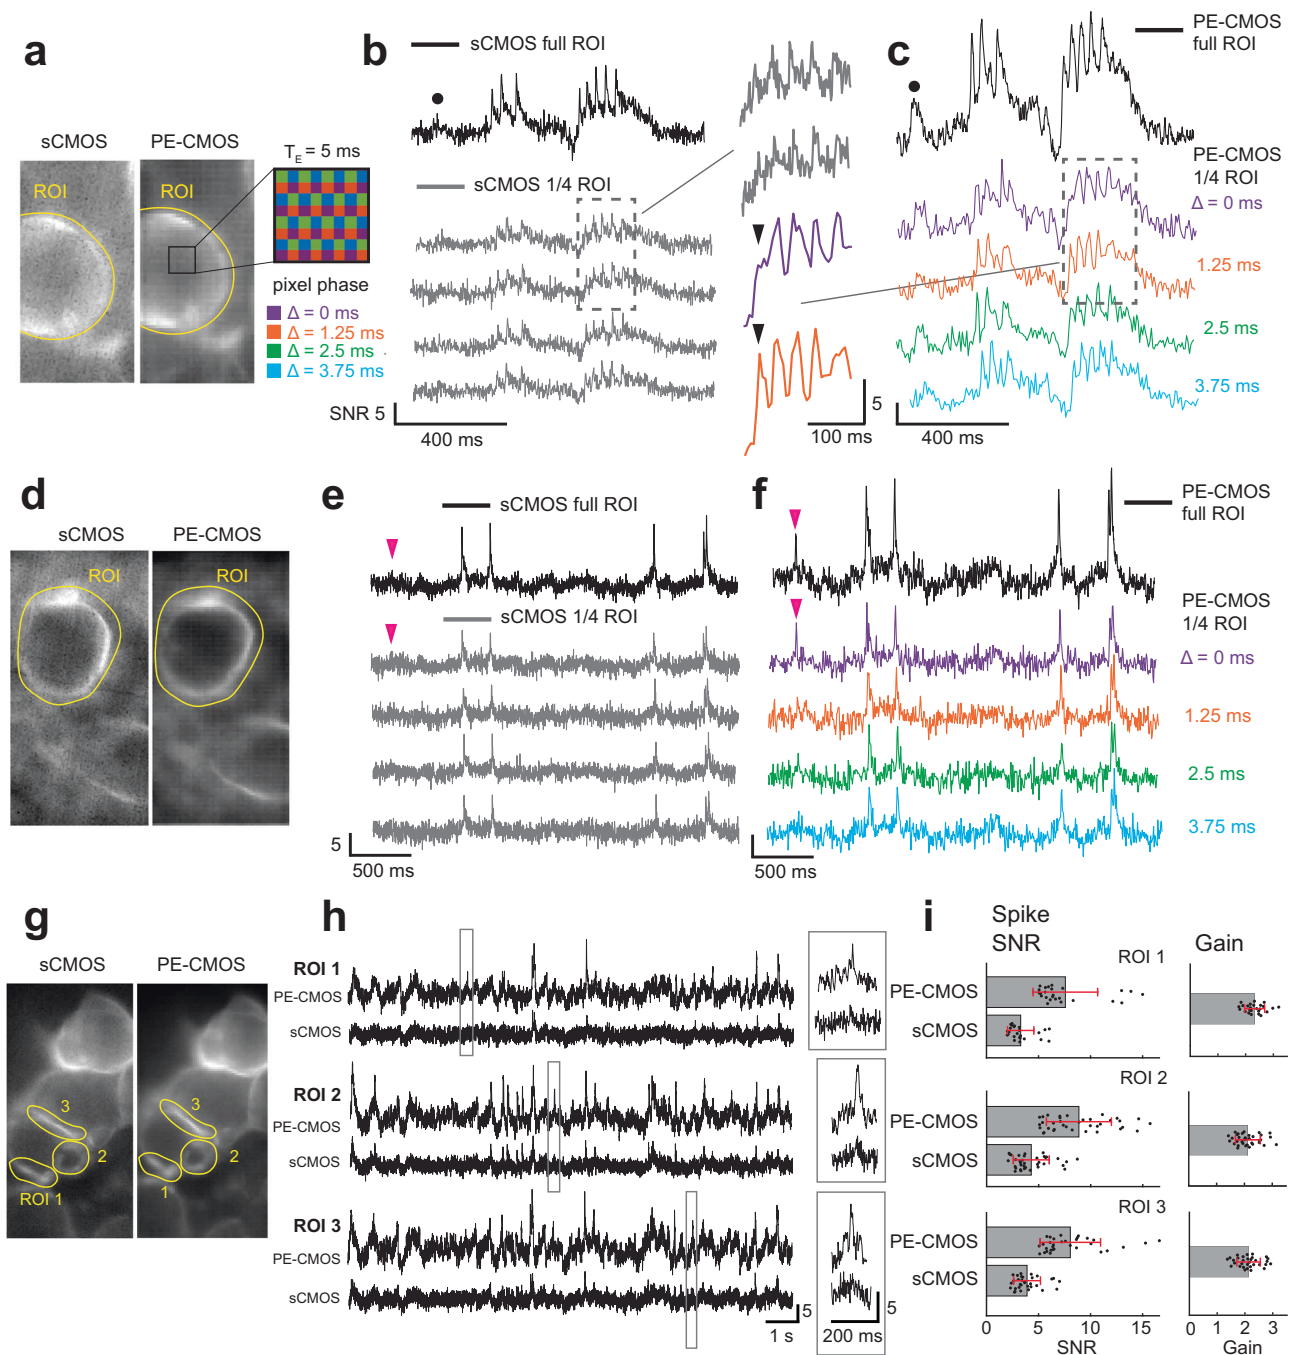 a
sCMOS
PE-CMOS
ROI
ROI
T_E = 5 ms
pixel phase
Δ = 0 ms
Δ = 1.25 ms
Δ = 2.5 ms
Δ = 3.75 ms
b
sCMOS full ROI
sCMOS 1/4 ROI
SNR 5
400 ms
5
100 ms
c
PE-CMOS
full ROI
PE-CMOS
1/4 ROI
Δ = 0 ms
1.25 ms
2.5 ms
3.75 ms
400 ms
d
sCMOS
PE-CMOS
ROI
ROI
e
sCMOS full ROI
sCMOS 1/4 ROI
5
500 ms
f
PE-CMOS
full ROI
PE-CMOS
1/4 ROI
Δ = 0 ms
1.25 ms
2.5 ms
3.75 ms
500 ms
g
sCMOS
PE-CMOS
3
2
ROI 1
3
2
1
h
ROI 1
PE-CMOS
sCMOS
ROI 2
PE-CMOS
sCMOS
ROI 3
PE-CMOS
sCMOS
5
1 s
5
200 ms
i
Spike
SNR
Gain
ROI 1
PE-CMOS
sCMOS
ROI 2
PE-CMOS
sCMOS
ROI 3
PE-CMOS
sCMOS
0 5 10 15
SNR
0 1 2 3
Gain